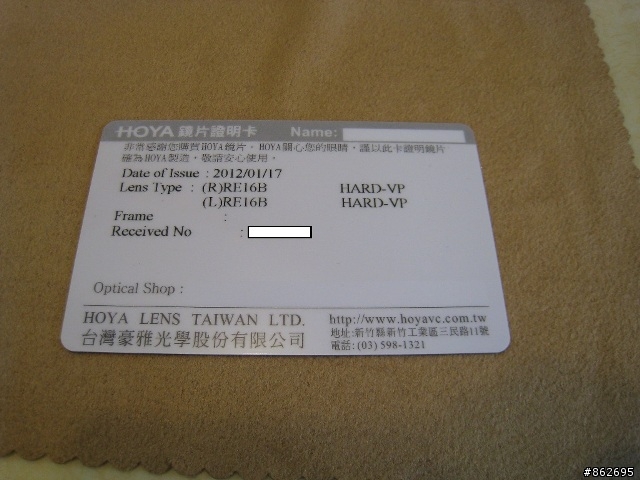 HOYA 鏡片證明卡 Name:
非常感謝您購買HOYA鏡片。HOYA關心您的眼睛，謹以此卡證明鏡片
確為HOYA製造，敬請安心使用。
Date of Issue : 2012/01/17
Lens Type : (R)RE16B HARD-VP
(L)RE16B HARD-VP
Frame :
Received No :
Optical Shop :
HOYA LENS TAIWAN LTD.
台灣豪雅光學股份有限公司
http://www.hoyavc.com.tw
地址:新竹縣新竹工業區三民路11號
電話:(03) 598-1321
#862695